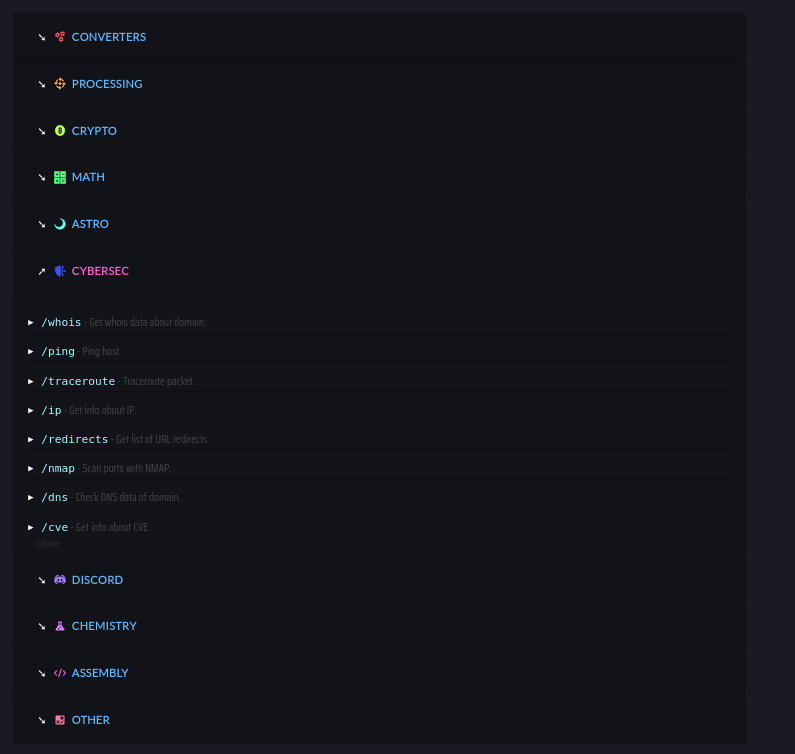 CONVERTERS
PROCESSING
CRYPTO
MATH
ASTRO
CYBERSEC
/whois - Get whois data about domain.
/ping - Ping host.
/traceroute - Traceroute packet.
/ip - Get info about IP.
/redirects - Get list of URL redirects.
/nmap - Scan ports with NMAP.
/dns - Check DNS data of domain.
/cve - Get info about CVE.
close
DISCORD
CHEMISTRY
ASSEMBLY
OTHER